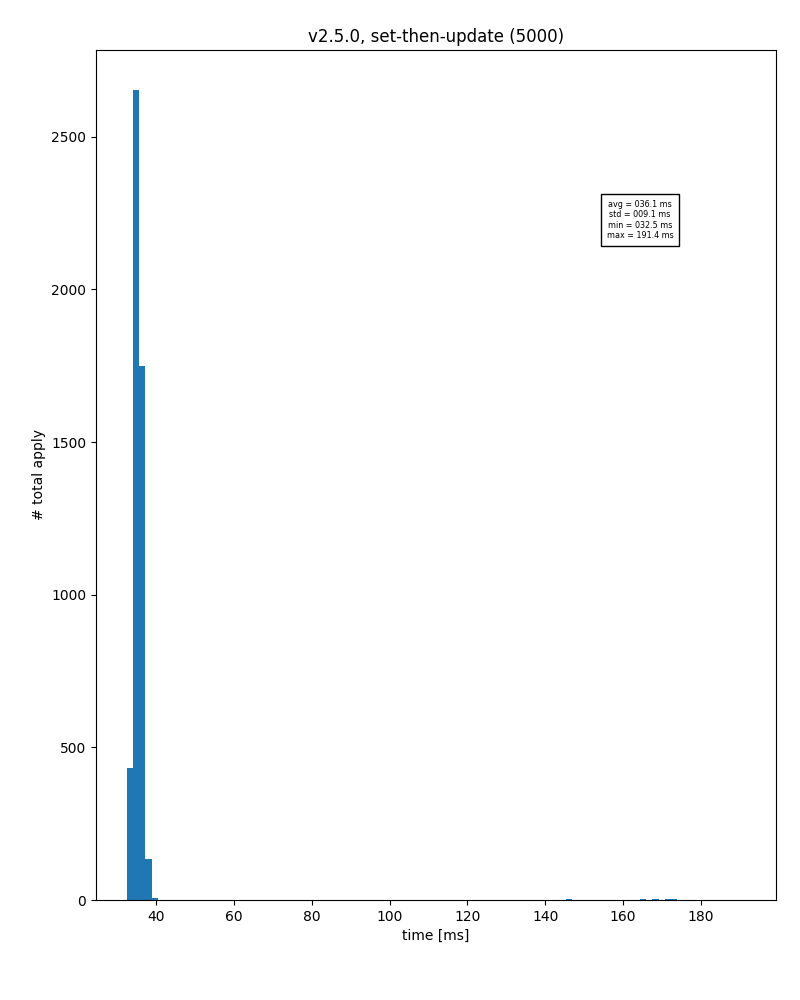 v2.5.0, set-then-update (5000)
2500
2000
1500
1000
500
0
# total apply
avg = 036.1 ms
std = 009.1 ms
min = 032.5 ms
max = 191.4 ms
40 60 80 100 120 140 160 180
time [ms]